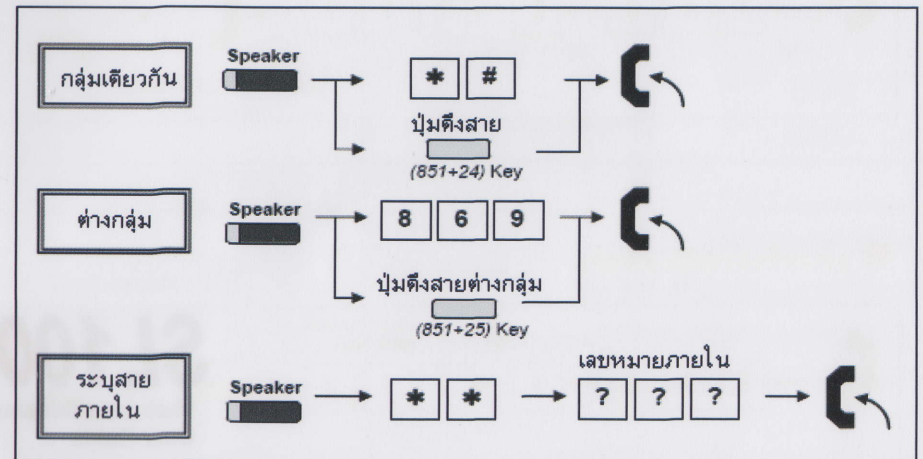 กลุ่มเดียวกัน
Speaker
* #
ปุ่มดึงสาย
(851+24) Key
ต่างกลุ่ม
Speaker
8 6 9
ปุ่มดึงสายต่างกลุ่ม
(851+25) Key
ระบุสาย
ภายใน
Speaker
* *
เลขหมายภายใน
? ? ?